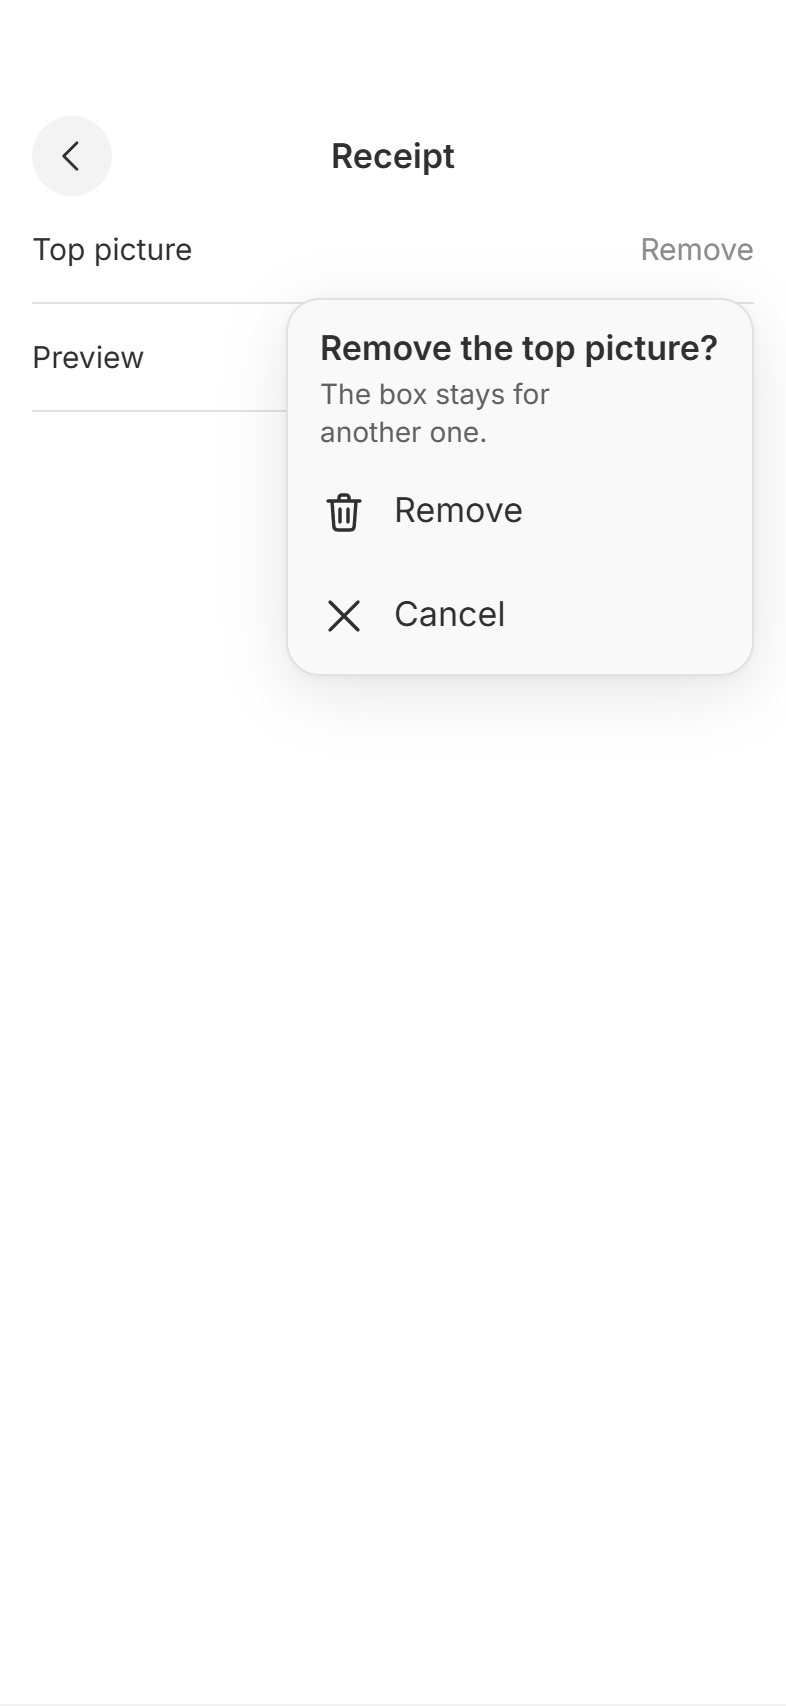 Receipt
Top picture
Remove
Preview
Remove the top picture?
The box stays for
another one.
Remove
Cancel